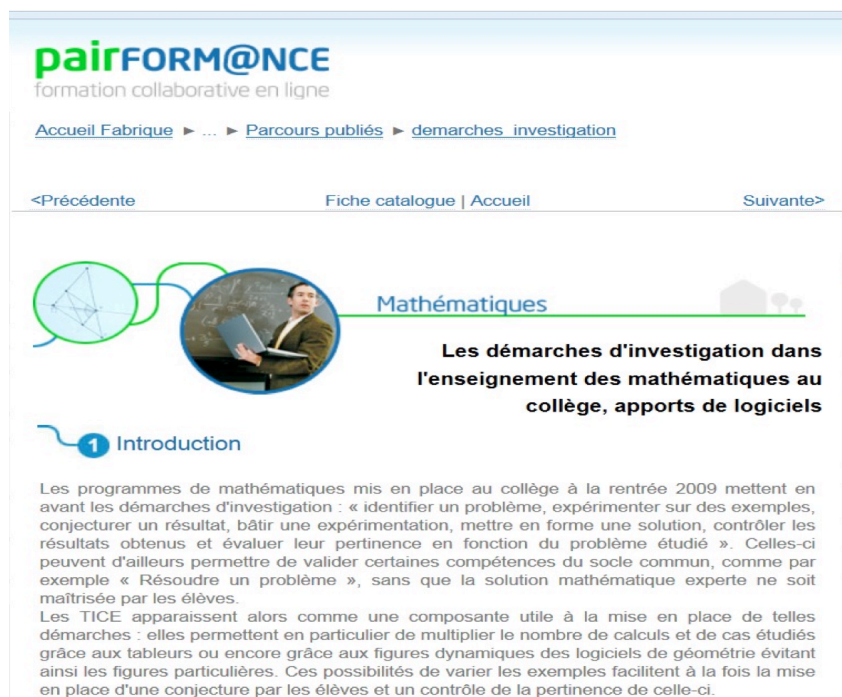 pairFORM@NCE
formation collaborative en ligne
Accueil Fabrique ► ... ► Parcours publiés ► demarches_investigation
<Précédente Fiche catalogue | Accueil Suivante>
Mathématiques
Les démarches d'investigation dans
l'enseignement des mathématiques au
collège, apports de logiciels
1 Introduction
Les programmes de mathématiques mis en place au collège à la rentrée 2009 mettent en
avant les démarches d'investigation : « identifier un problème, expérimenter sur des exemples,
conjecturer un résultat, bâtir une expérimentation, mettre en forme une solution, contrôler les
résultats obtenus et évaluer leur pertinence en fonction du problème étudié ». Celles-ci
peuvent d'ailleurs permettre de valider certaines compétences du socle commun, comme par
exemple « Résoudre un problème », sans que la solution mathématique experte ne soit
maîtrisée par les élèves.
Les TICE apparaissent alors comme une composante utile à la mise en place de telles
démarches : elles permettent en particulier de multiplier le nombre de calculs et de cas étudiés
grâce aux tableurs ou encore grâce aux figures dynamiques des logiciels de géométrie évitant
ainsi les figures particulières. Ces possibilités de varier les exemples facilitent à la fois la mise
en place d'une conjecture par les élèves et un contrôle de la pertinence de celle-ci.